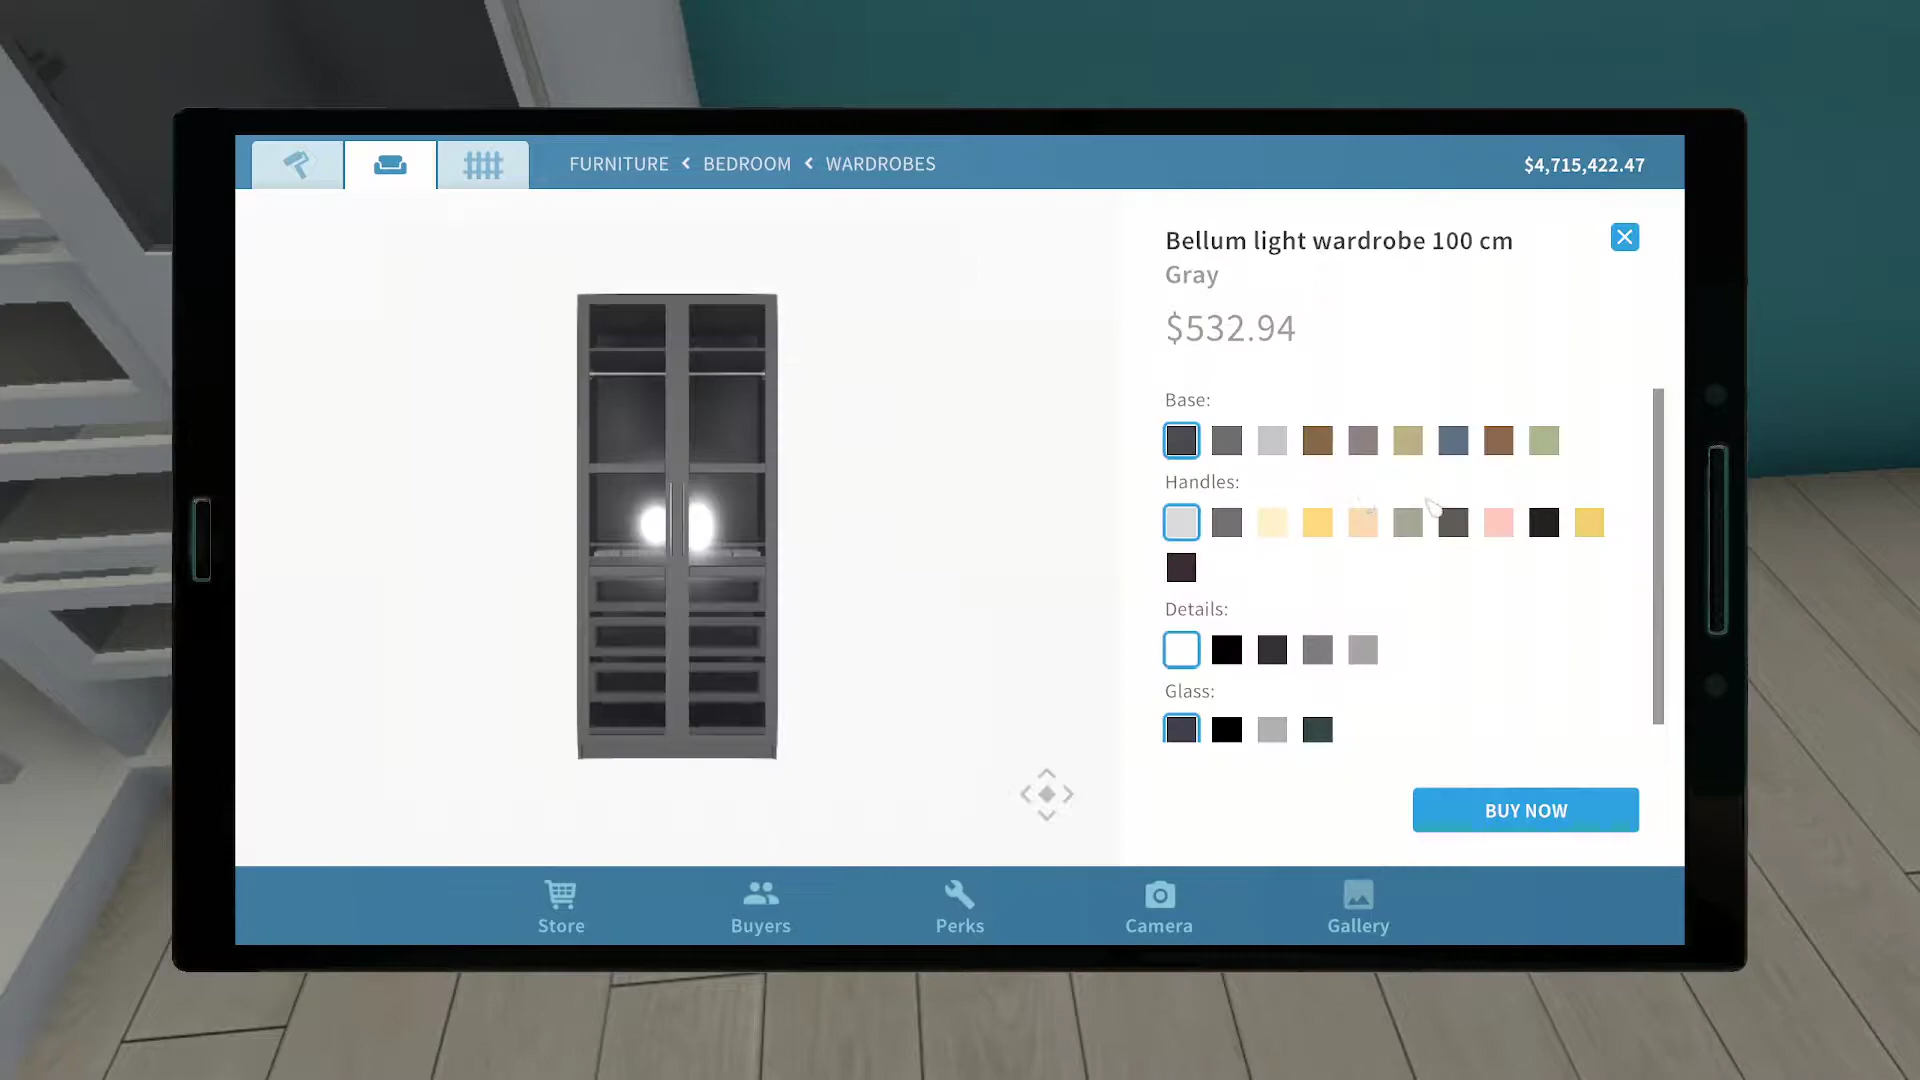 FURNITURE < BEDROOM < WARDROBES
$4,715,422.47
Bellum light wardrobe 100 cm
Gray
$532.94
Base:
Handles:
Details:
Glass:
BUY NOW
Store
Buyers
Perks
Camera
Gallery